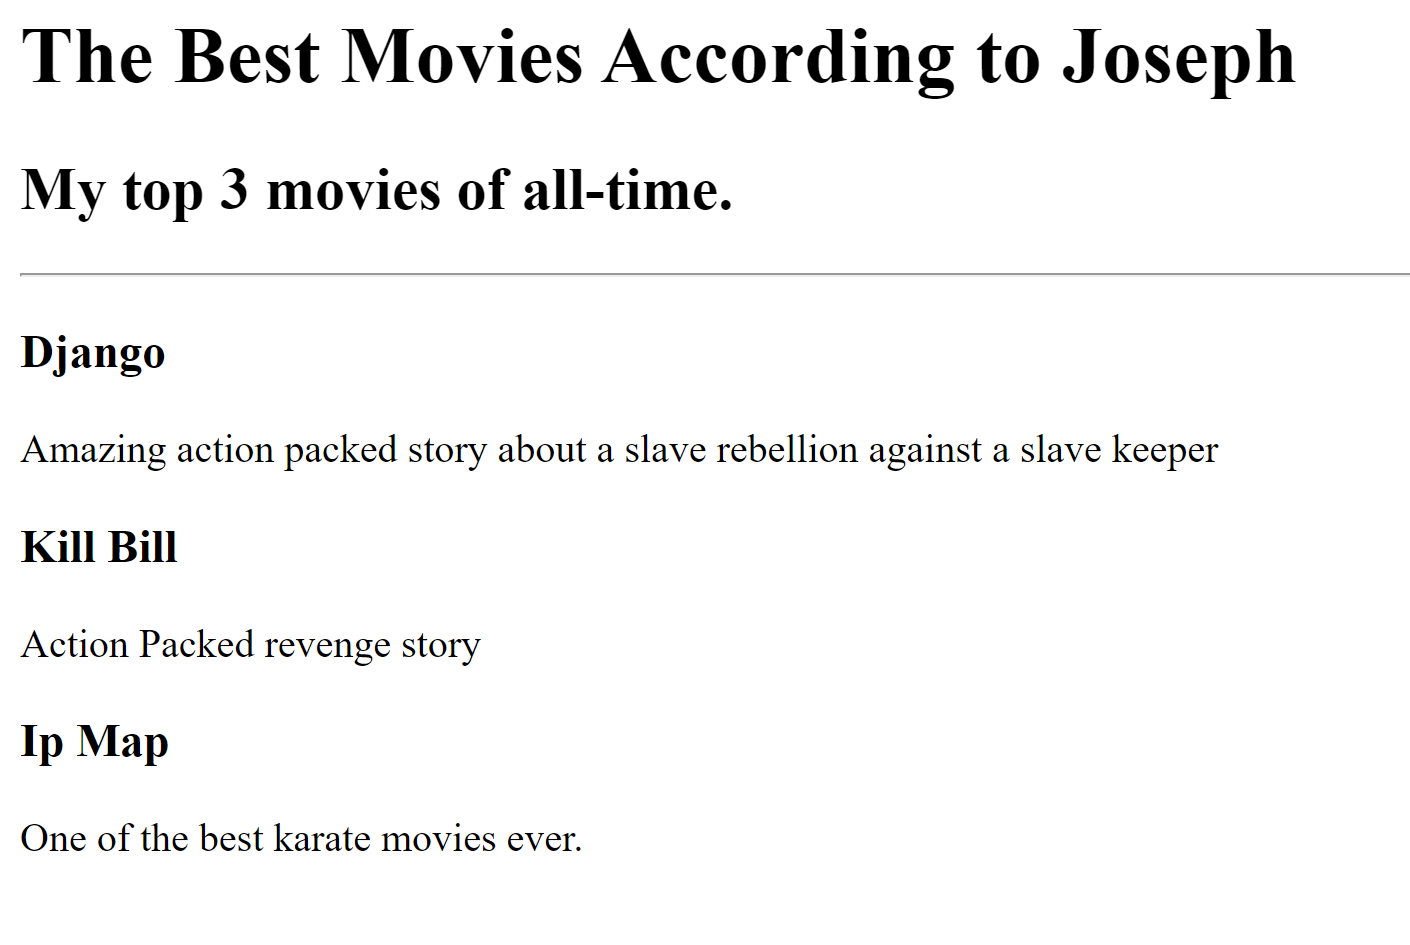 The Best Movies According to Joseph
My top 3 movies of all-time.
Django
Amazing action packed story about a slave rebellion against a slave keeper
Kill Bill
Action Packed revenge story
Ip Map
One of the best karate movies ever.